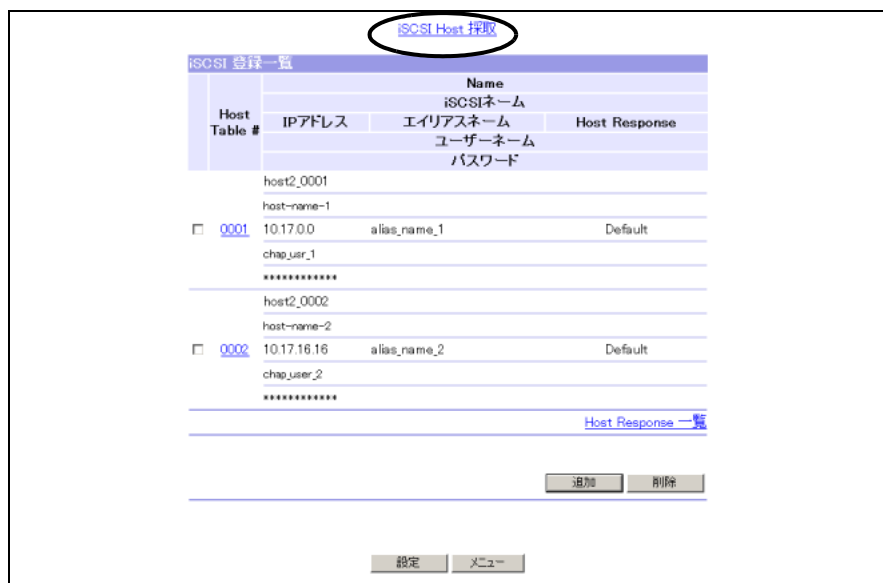 iSCSI Host 採取
iSCSI 登録一覧
Host Table #
Name
iSCSIネーム
IPアドレス エイリアスネーム Host Response
ユーザーネーム
パスワード
host2_0001
host-name-1
0001 10.17.0.0 alias_name_1 Default
chap_usr_1
************
host2_0002
host-name-2
0002 10.17.16.16 alias_name_2 Default
chap_user_2
************
Host Response 一覧
追加 削除
設定 メニュー